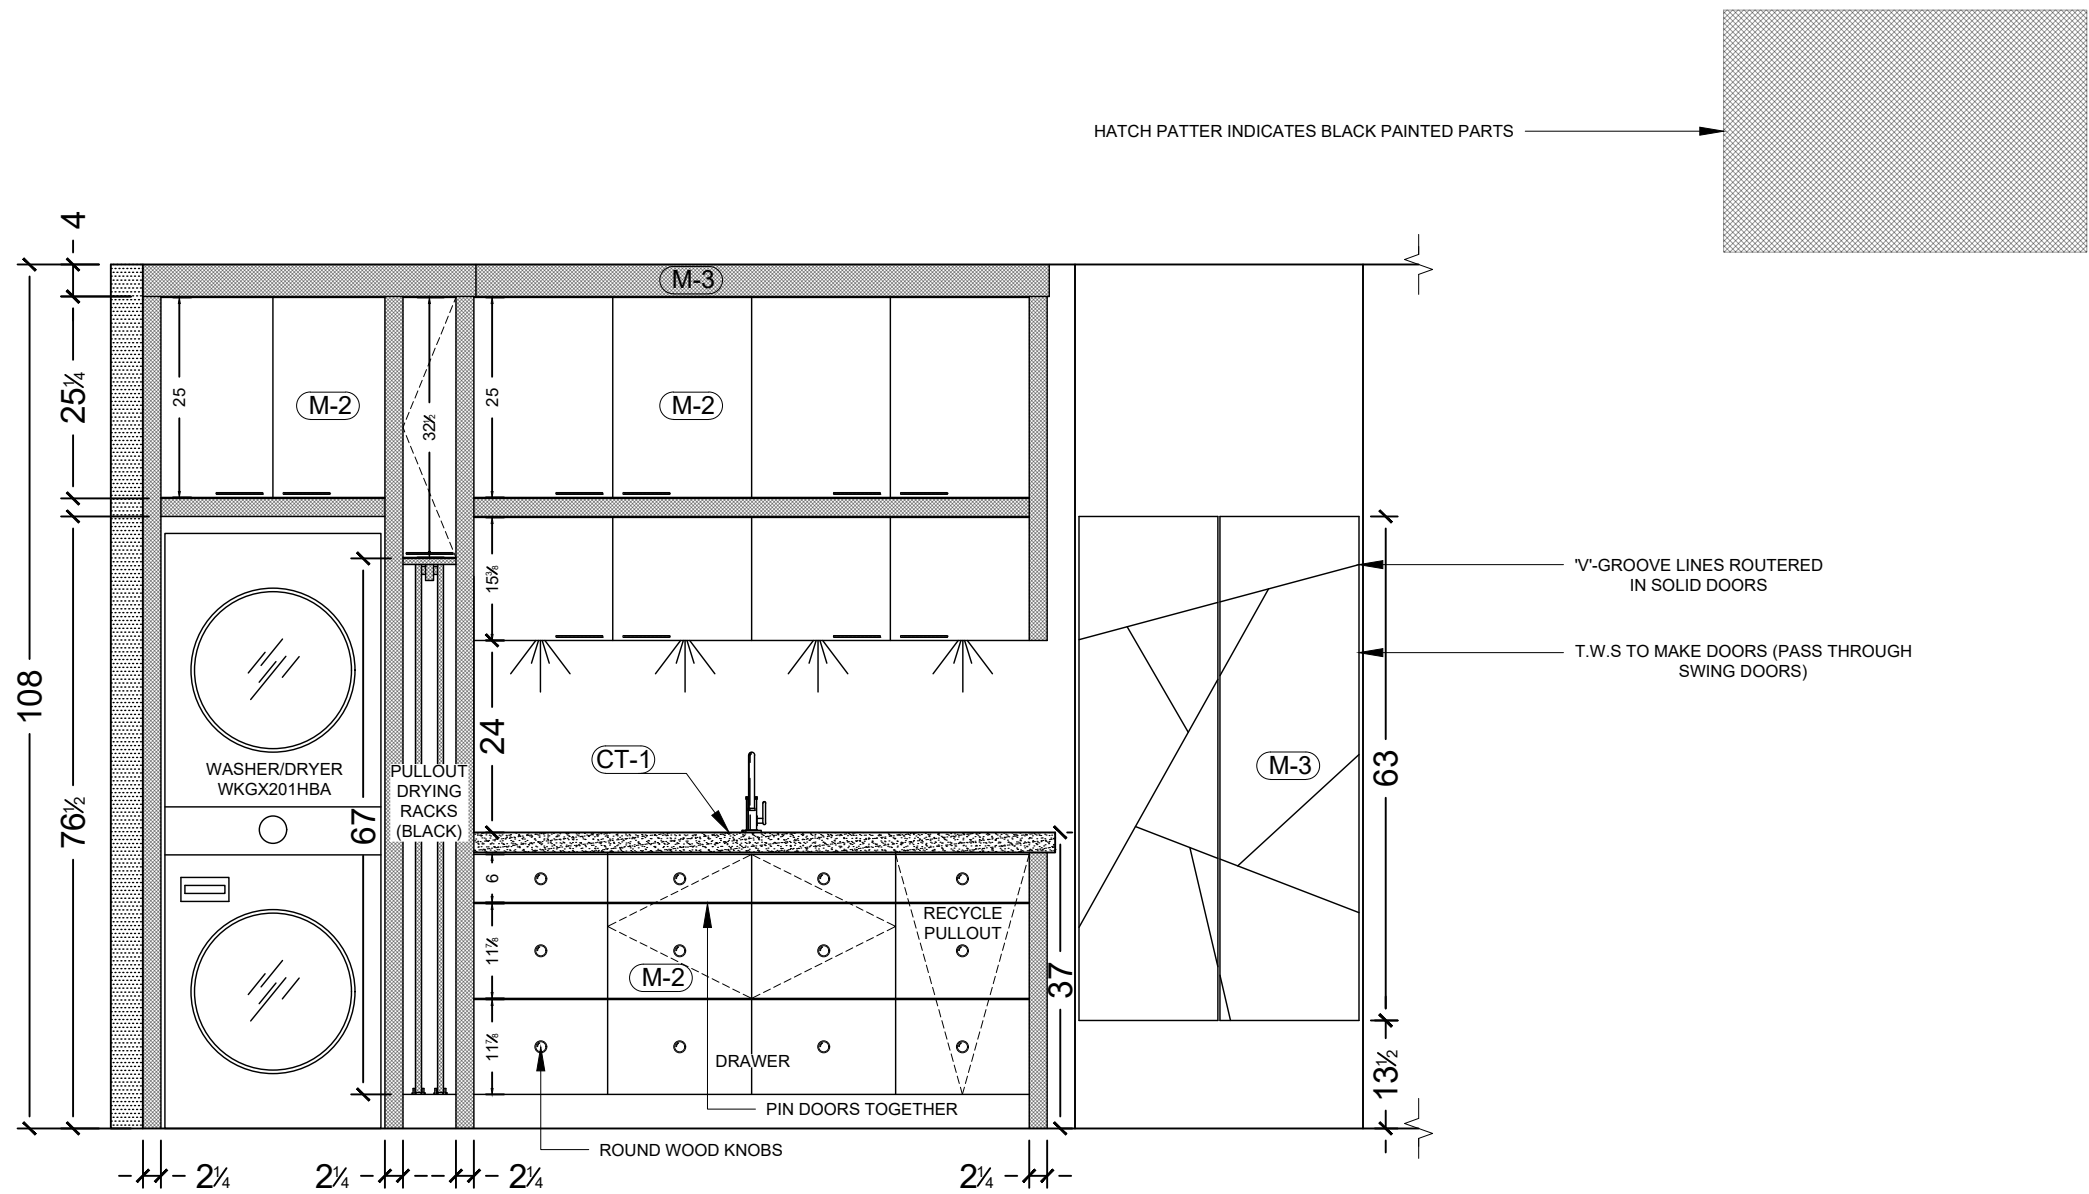 HATCH PATTER INDICATES BLACK PAINTED PARTS
4
M-3
25¼
25
M-2
32½
25
M-2
15⅜
'V'-GROOVE LINES ROUTERED
IN SOLID DOORS
T.W.S TO MAKE DOORS (PASS THROUGH
SWING DOORS)
108
24
CT-1
M-3
63
WASHER/DRYER
WKGX201HBA
PULLOUT
DRYING
RACKS
(BLACK)
76½
67
6
RECYCLE
PULLOUT
11⅞
M-2
37
11⅞
DRAWER
13½
PIN DOORS TOGETHER
ROUND WOOD KNOBS
2¼
2¼
2¼
2¼